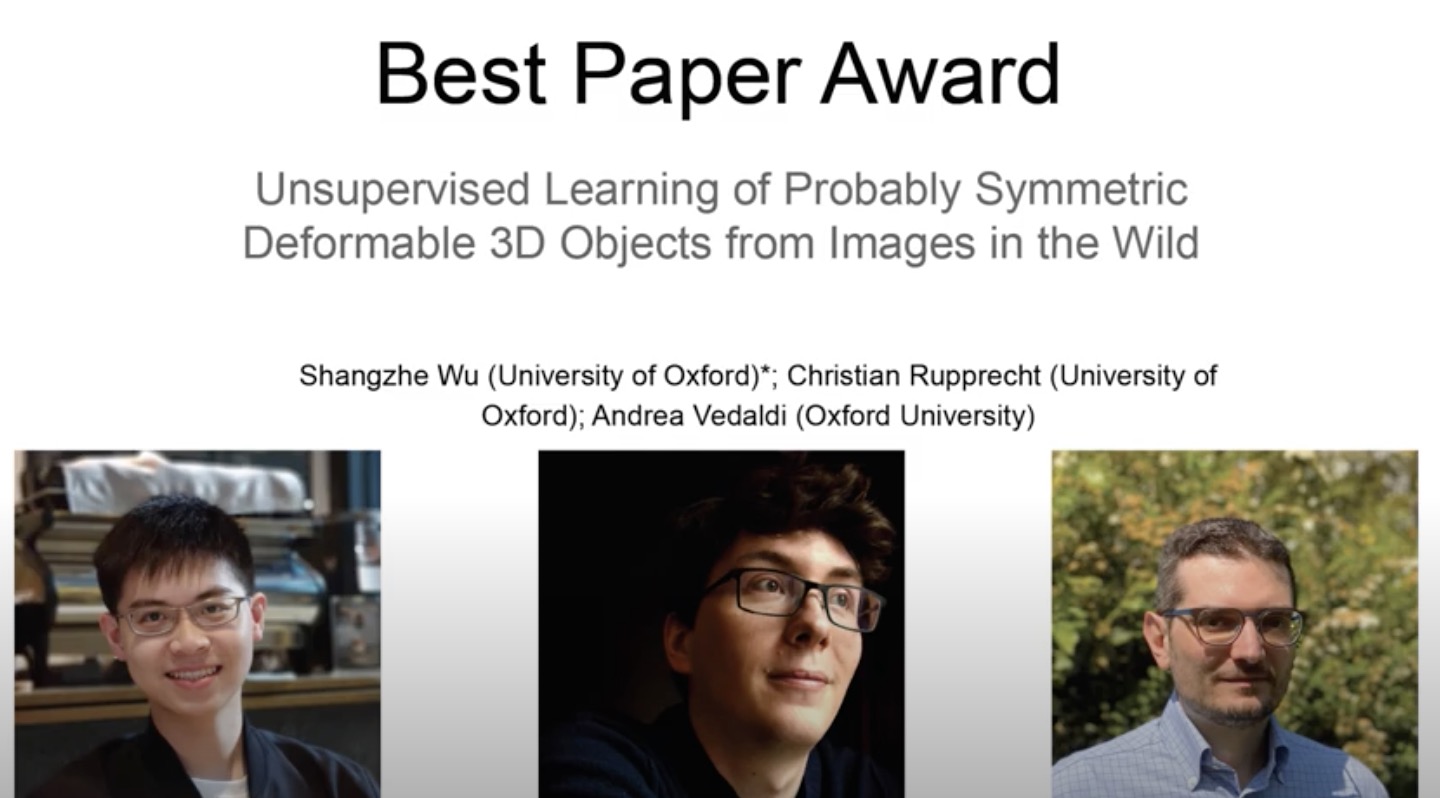 Best Paper Award
Unsupervised Learning of Probably Symmetric
Deformable 3D Objects from Images in the Wild
Shangzhe Wu (University of Oxford)*; Christian Rupprecht (University of
Oxford); Andrea Vedaldi (Oxford University)